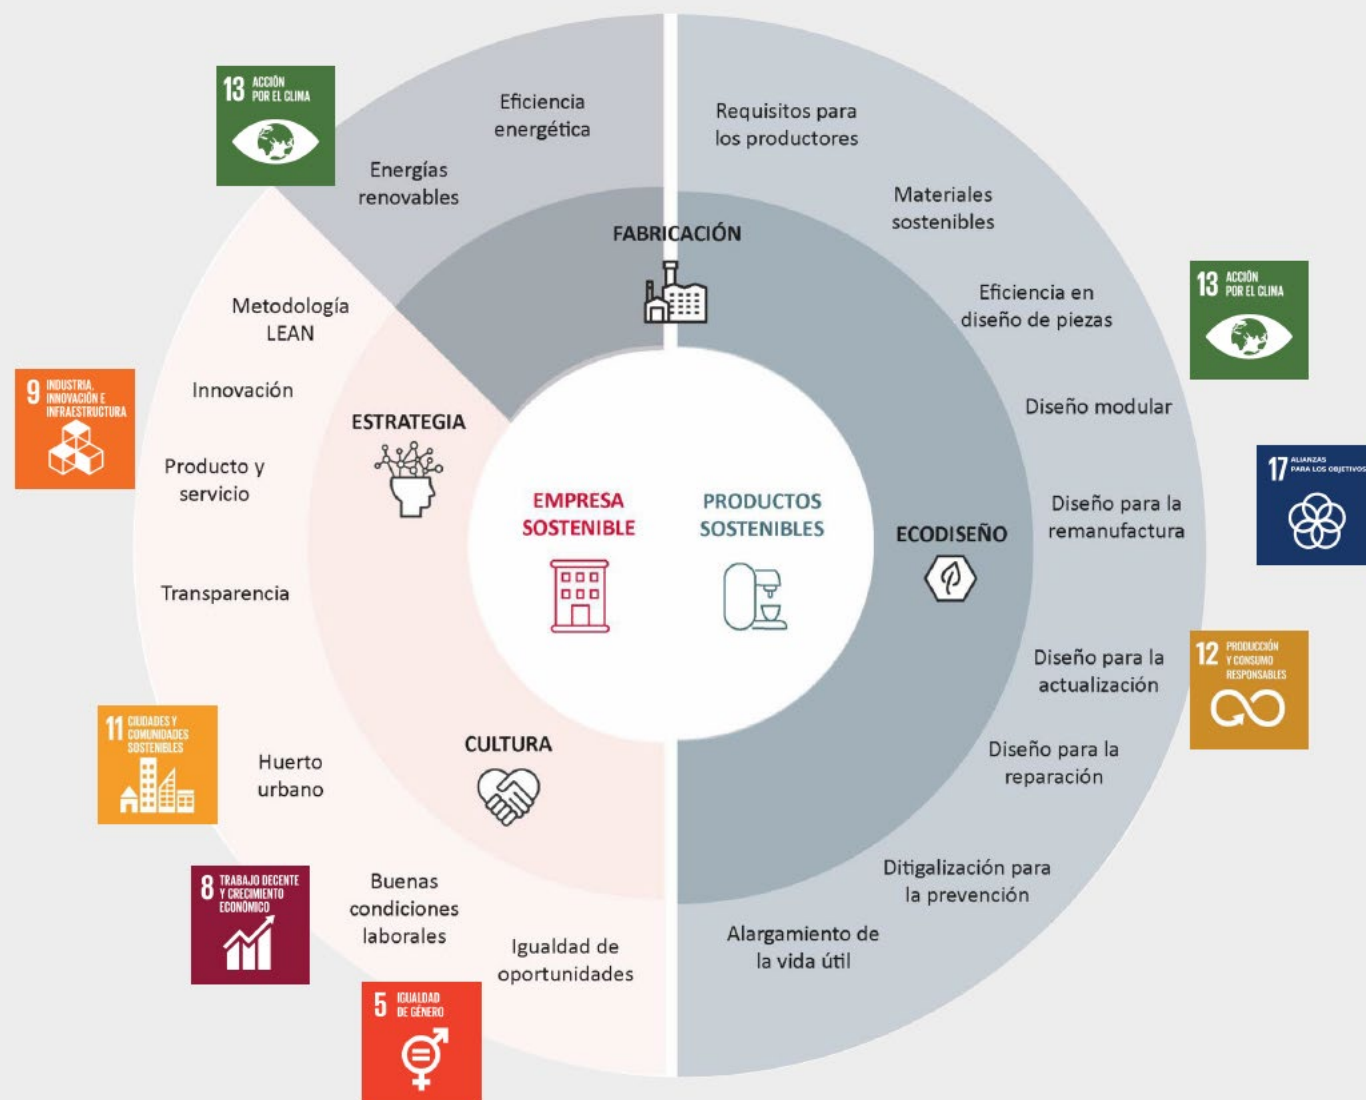 13 ACCIÓN
POR EL CLIMA
Eficiencia
energética
Energías
renovables
Requisitos para
los productores
Materiales
sostenibles
FABRICACIÓN
Eficiencia en
diseño de piezas
13 ACCIÓN
POR EL CLIMA
Metodología
LEAN
Innovación
9 INDUSTRIA,
INNOVACIÓN E
INFRAESTRUCTURA
ESTRATEGIA
Diseño modular
Producto y
servicio
17 ALIANZAS
PARA LOS OBJETIVOS
EMPRESA
SOSTENIBLE
PRODUCTOS
SOSTENIBLES
Diseño para la
remanufactura
ECODISEÑO
Transparencia
Diseño para la
actualización
12 PRODUCCIÓN
Y CONSUMO
RESPONSABLES
11 CIUDADES Y
COMUNIDADES
SOSTENIBLES
CULTURA
Huerto
urbano
Diseño para la
reparación
8 TRABAJO DECENTE
Y CRECIMIENTO
ECONÓMICO
Buenas
condiciones
laborales
Ditigalización para
la prevención
Igualdad de
oportunidades
Alargamiento de
la vida útil
5 IGUALDAD
DE GÉNERO